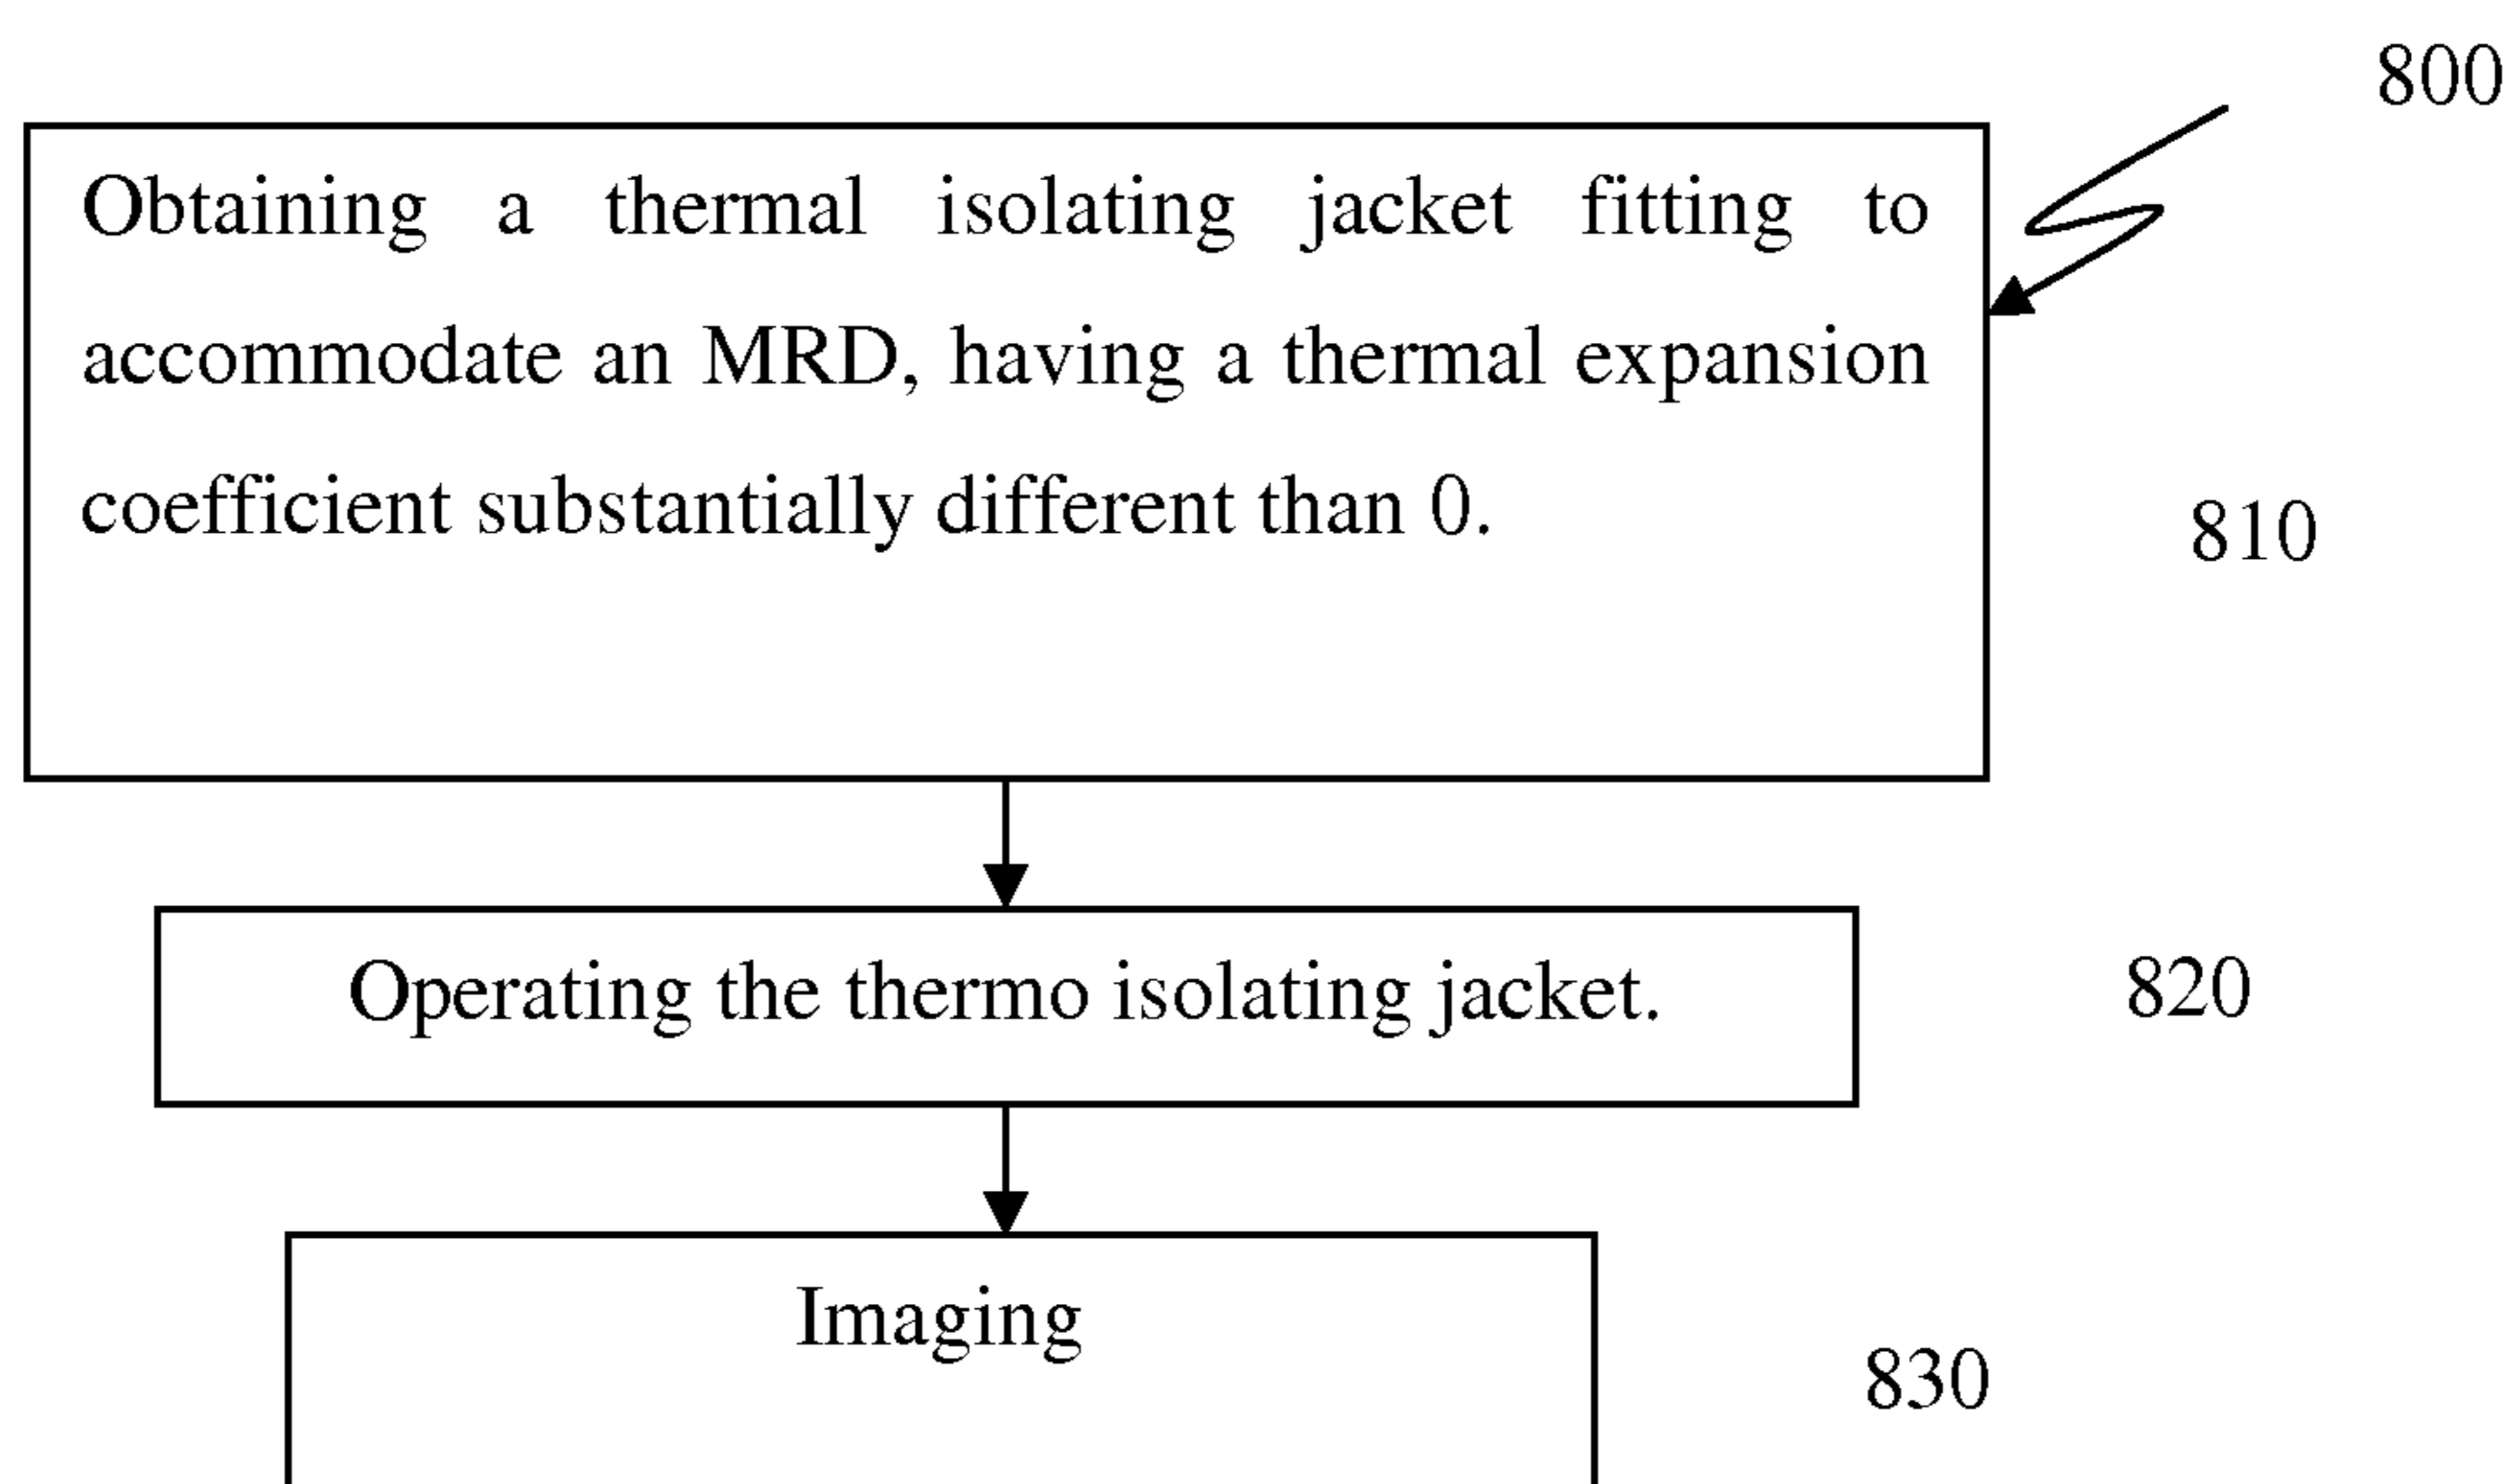 800
Obtaining a thermal isolating jacket fitting to
accommodate an MRD, having a thermal expansion
coefficient substantially different than 0.
810
Operating the thermo isolating jacket.
820
Imaging
830